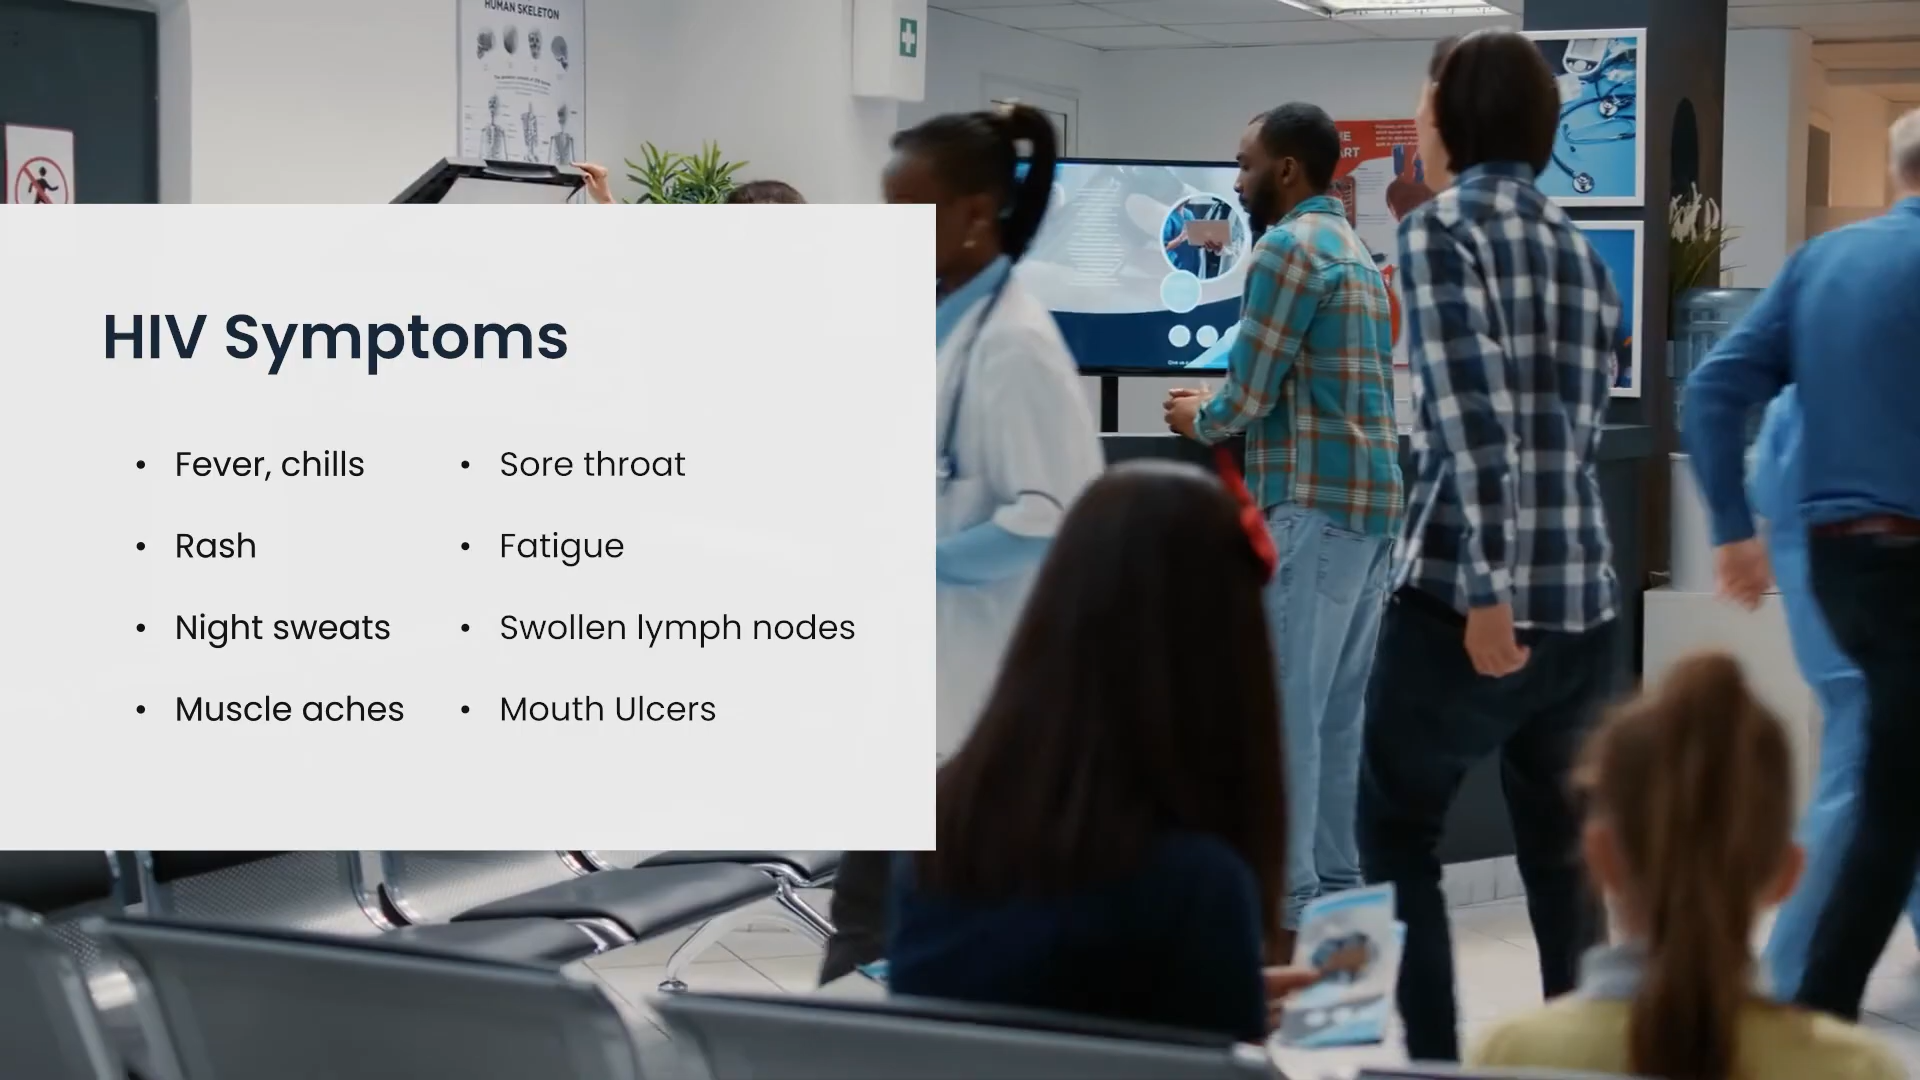 HUMAN SKELETON
HIV Symptoms
• Fever, chills
• Rash
• Night sweats
• Muscle aches
• Sore throat
• Fatigue
• Swollen lymph nodes
• Mouth Ulcers